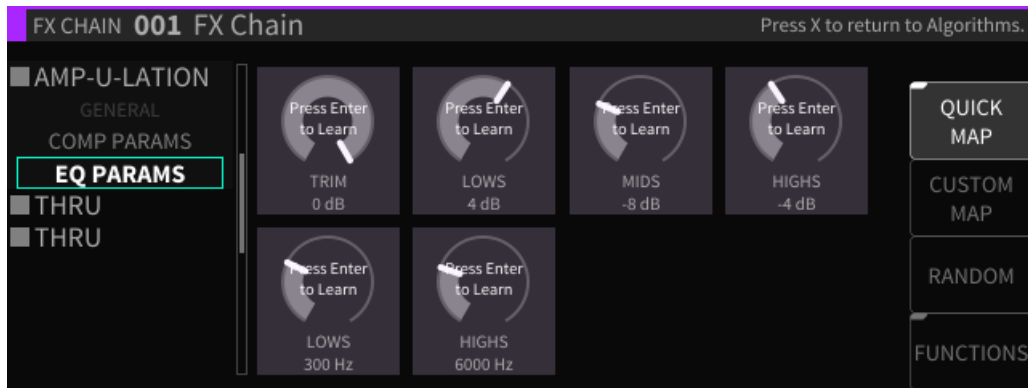 FX CHAIN 001 FX Chain
Press X to return to Algorithms.
AMP-U-LATION
GENERAL
COMP PARAMS
EQ PARAMS
THRU
THRU
Press Enter
to Learn
TRIM
0 dB
Press Enter
to Learn
LOWS
4 dB
Press Enter
to Learn
MIDS
-8 dB
Press Enter
to Learn
HIGHS
-4 dB
Press Enter
to Learn
LOWS
300 Hz
Press Enter
to Learn
HIGHS
6000 Hz
QUICK
MAP
CUSTOM
MAP
RANDOM
FUNCTIONS